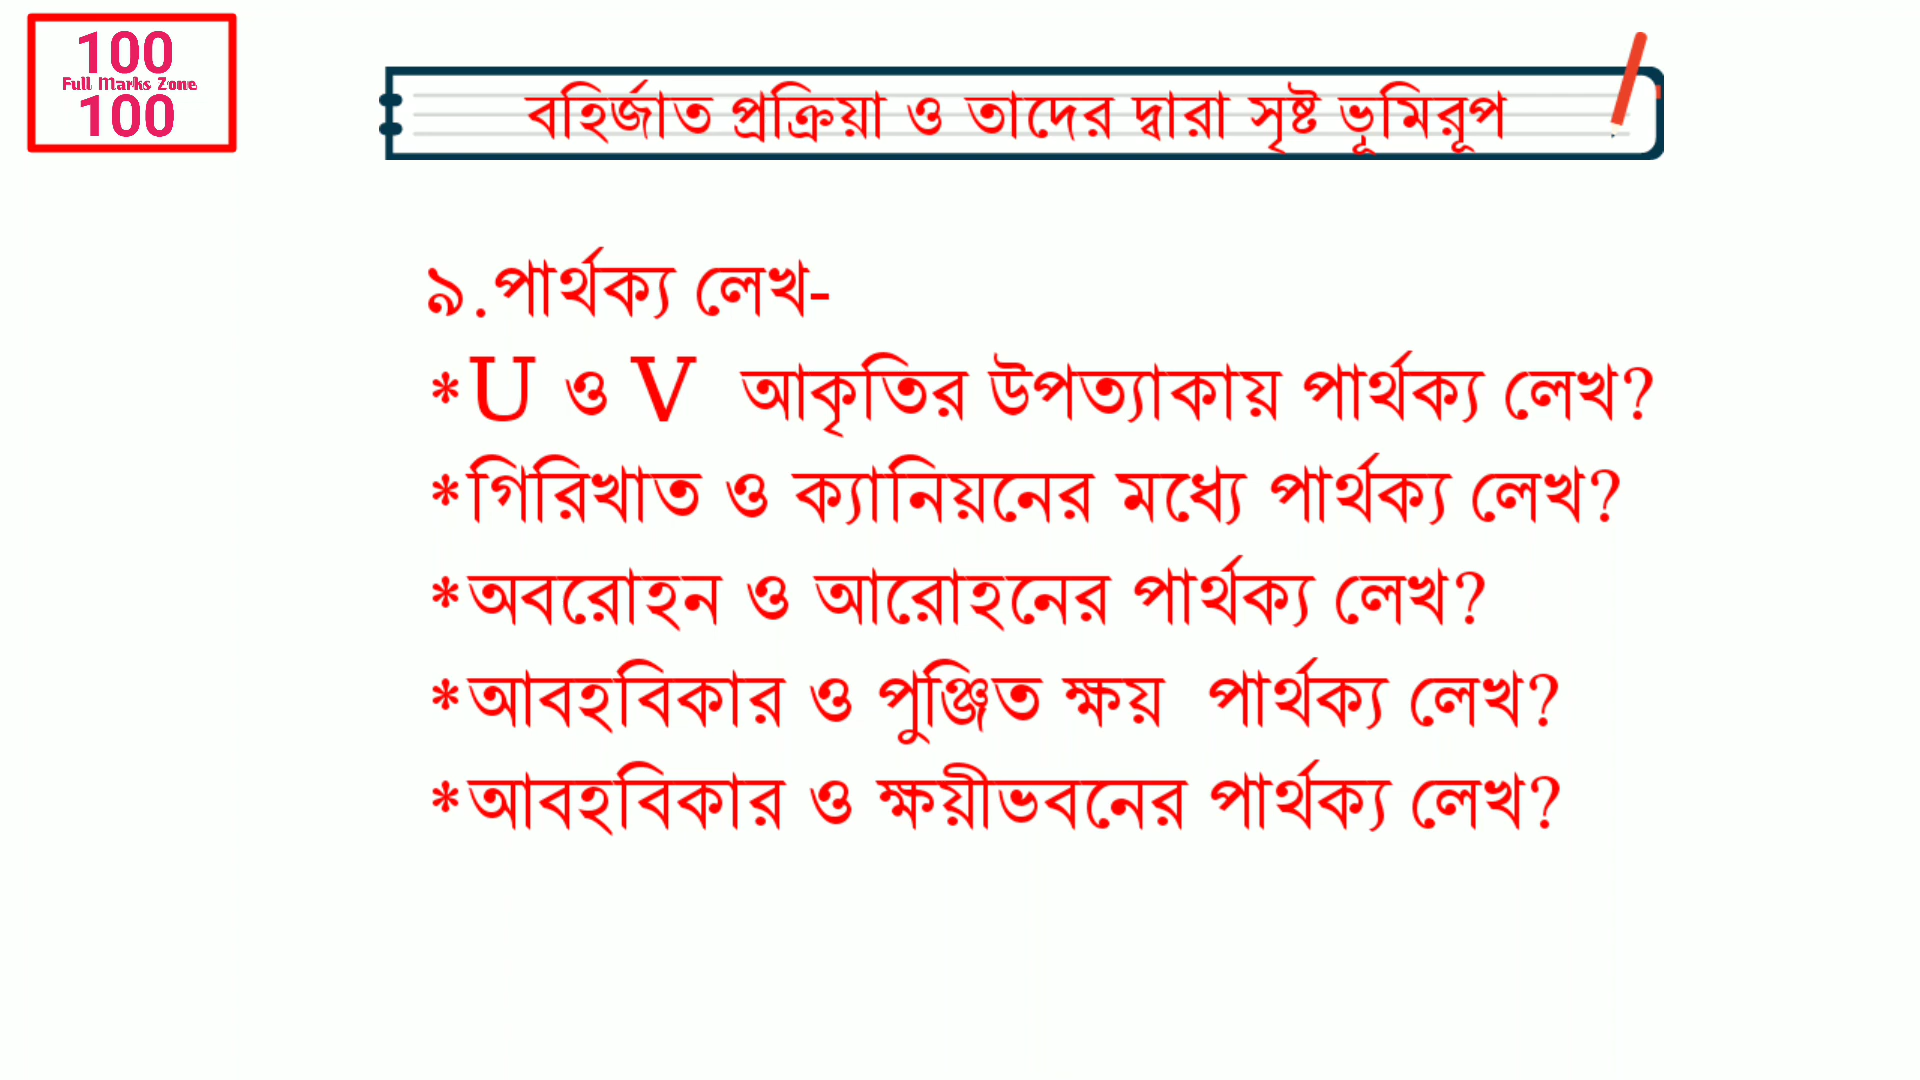 100
Full Marks Zone
100
বহির্জাত প্রক্রিয়া ও তাদের দ্বারা সৃষ্ট ভূমিরূপ
৯.পার্থক্য লেখ-
*U ও V আকৃতির উপত্যাকায় পার্থক্য লেখ?
*গিরিখাত ও ক্যানিয়নের মধ্যে পার্থক্য লেখ?
*অবরোহন ও আরোহনের পার্থক্য লেখ?
*আবহবিকার ও পুঞ্জিত ক্ষয় পার্থক্য লেখ?
*আবহবিকার ও ক্ষয়ীভবনের পার্থক্য লেখ?